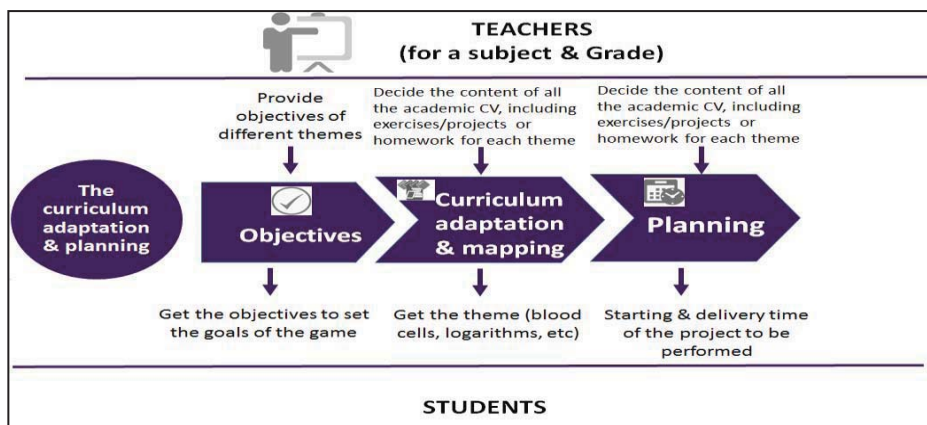 TEACHERS
(for a subject & Grade)
Provide
objectives of
different themes
Decide the content of all
the academic CV, including
exercises/projects or
homework for each theme
Decide the content of all
the academic CV, including
exercises/projects or
homework for each theme
The
curriculum
adaptation
& planning
Objectives
Curriculum
adaptation
& mapping
Planning
Get the objectives to set
the goals of the game
Get the theme (blood
cells, logarithms, etc)
Starting & delivery time
of the project to be
performed
STUDENTS